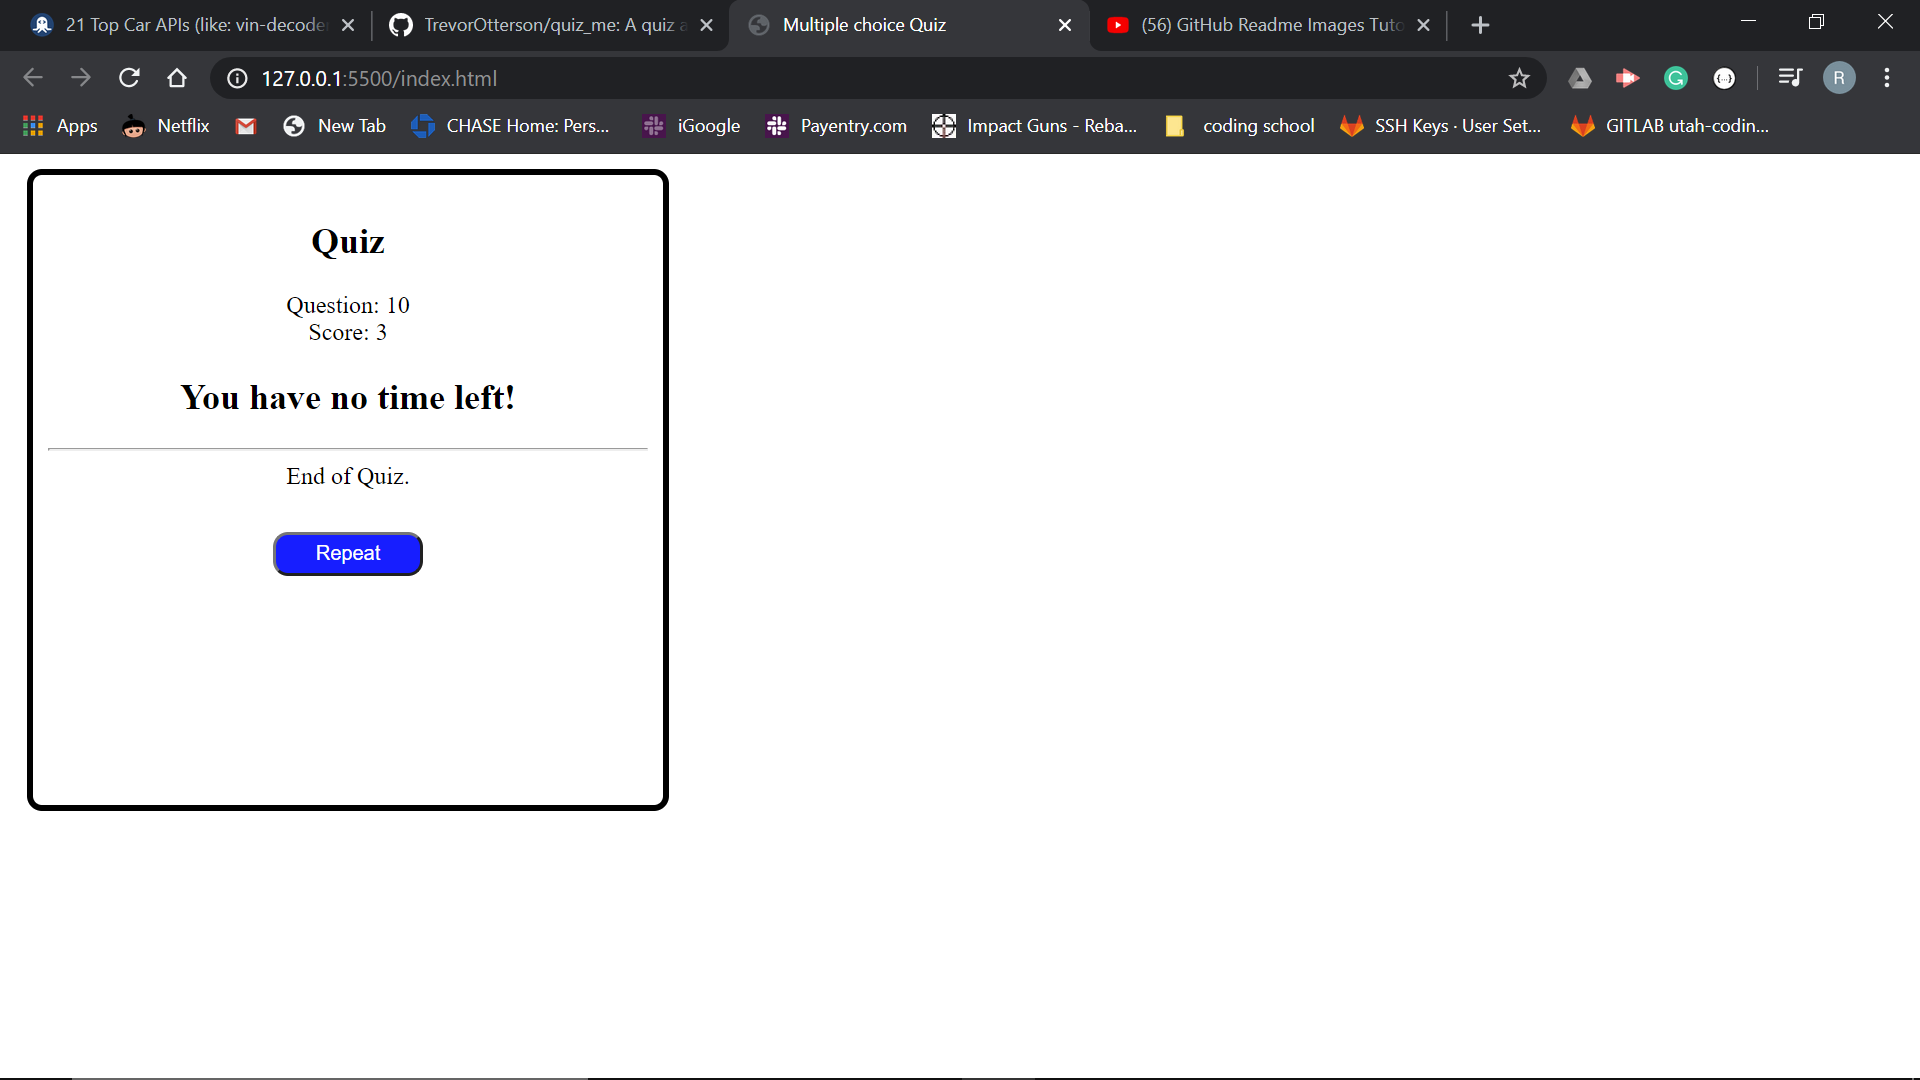 21 Top Car APIs (like: vin-decoder
TrevorOtterson/quiz_me: A quiz a
Multiple choice Quiz
(56) GitHub Readme Images Tuto
127.0.0.1:5500/index.html
R
Apps
Netflix
New Tab
CHASE Home: Pers...
iGoogle
Payentry.com
Impact Guns - Reba...
coding school
SSH Keys · User Set...
GITLAB utah-codin...
Quiz
Question: 10
Score: 3
You have no time left!
End of Quiz.
Repeat